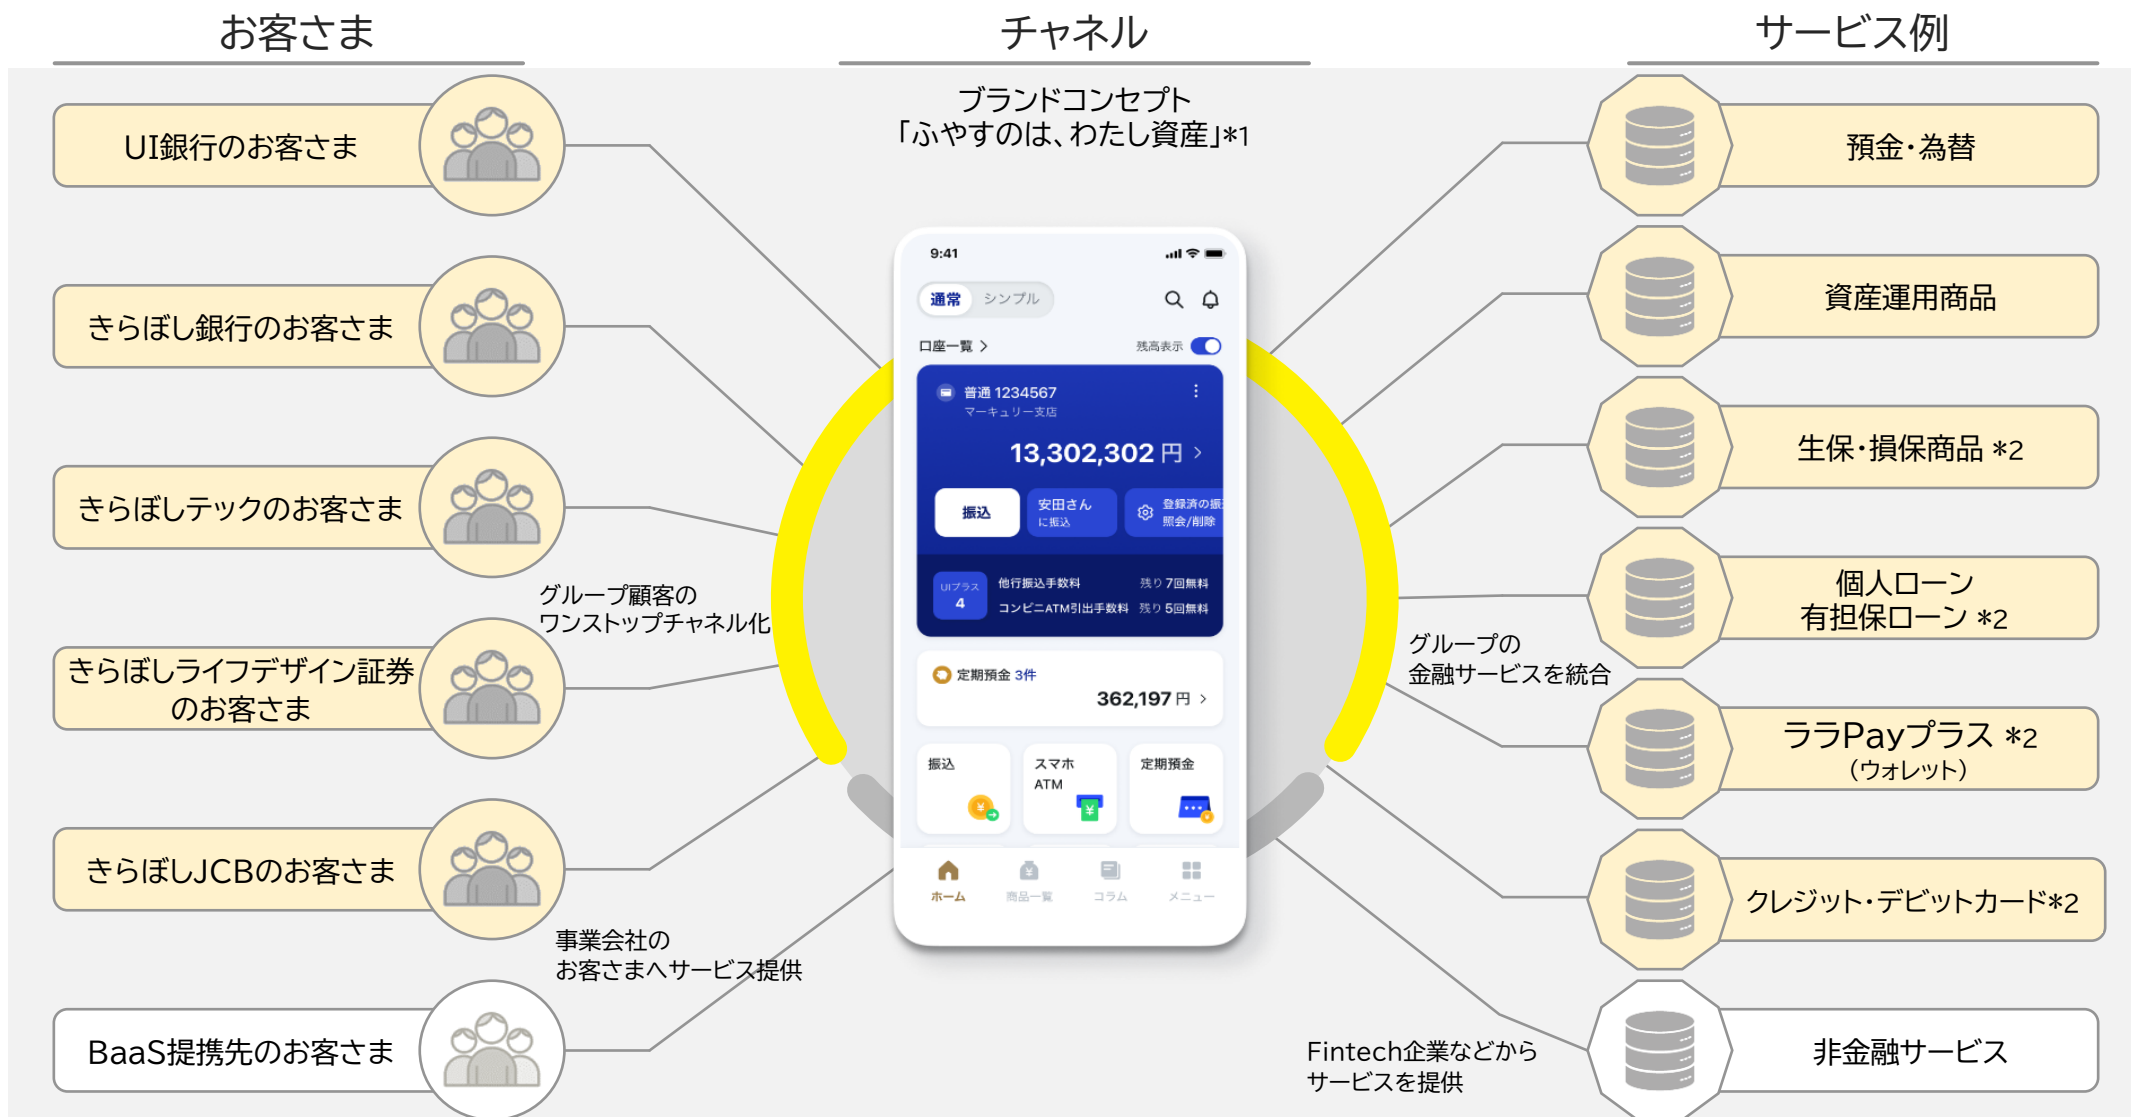 お客さま
チャネル
サービス例
UI銀行のお客さま
きらぼし銀行のお客さま
きらぼしテックのお客さま
グループ顧客の
ワンストップチャネル化
きらぼしライフデザイン証券
のお客さま
きらぼしJCBのお客さま
事業会社の
お客さまへサービス提供
BaaS提携先のお客さま
ブランドコンセプト
「ふやすのは、わたし資産」*1
9:41
通常 シンプル
口座一覧 >
残高表示
普通 1234567
マーキュリー支店
13,302,302 円 >
振込
安田さん
に振込
登録済の振
照会/削除
UIプラス
4
他行振込手数料 残り7回無料
コンビニATM引出手数料 残り5回無料
定期預金 3件
362,197 円 >
振込
スマホ
ATM
定期預金
ホーム
商品一覧
コラム
メニュー
預金・為替
資産運用商品
生保・損保商品 *2
個人ローン
有担保ローン *2
グループの
金融サービスを統合
ララPayプラス *2
（ウォレット）
クレジット・デビットカード*2
Fintech企業などから
サービスを提供
非金融サービス